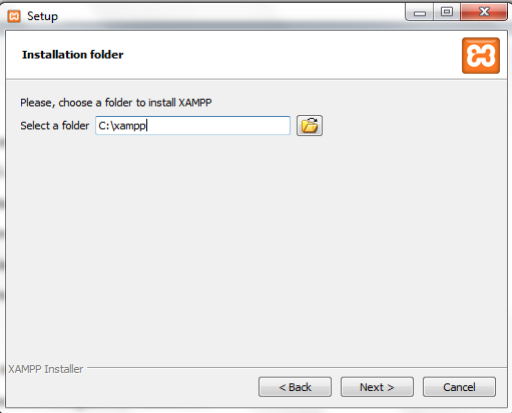 Setup
Installation folder
Please, choose a folder to install XAMPP
Select a folder C:\xampp
XAMPP Installer
< Back Next > Cancel